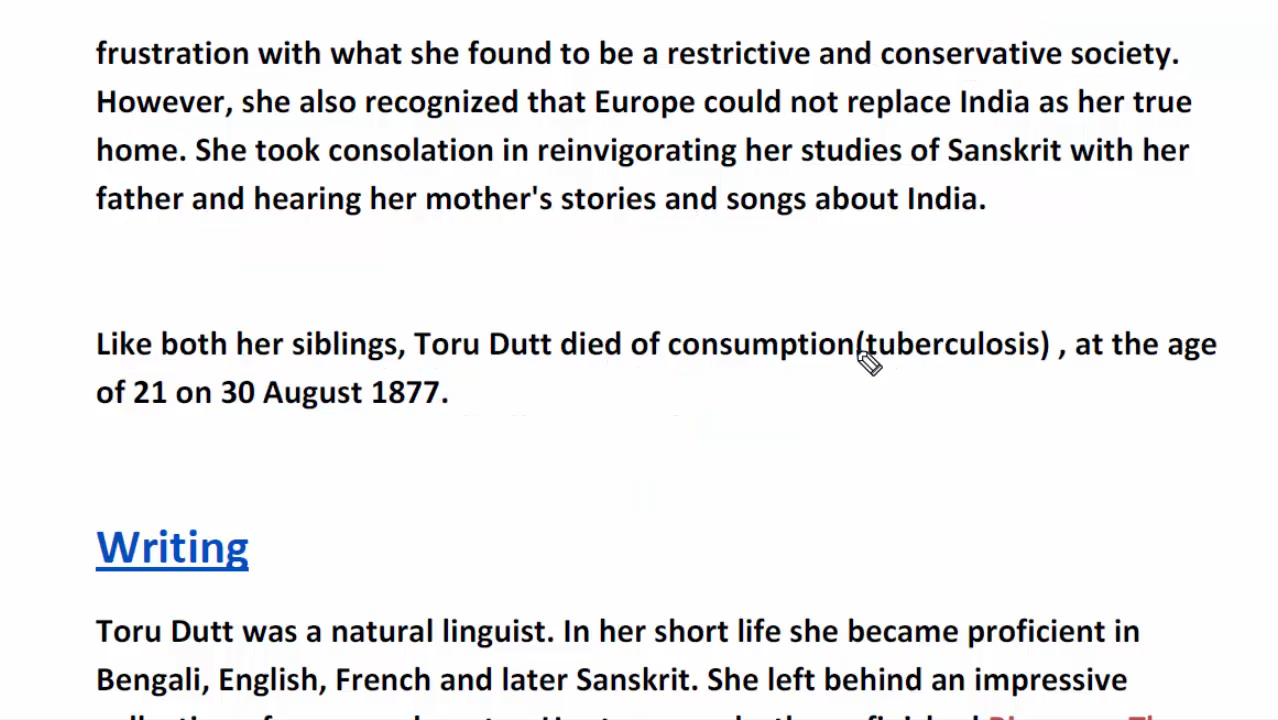 frustration with what she found to be a restrictive and conservative society.
However, she also recognized that Europe could not replace India as her true
home. She took consolation in reinvigorating her studies of Sanskrit with her
father and hearing her mother's stories and songs about India.
Like both her siblings, Toru Dutt died of consumption(tuberculosis) , at the age
of 21 on 30 August 1877.
Writing
Toru Dutt was a natural linguist. In her short life she became proficient in
Bengali, English, French and later Sanskrit. She left behind an impressive